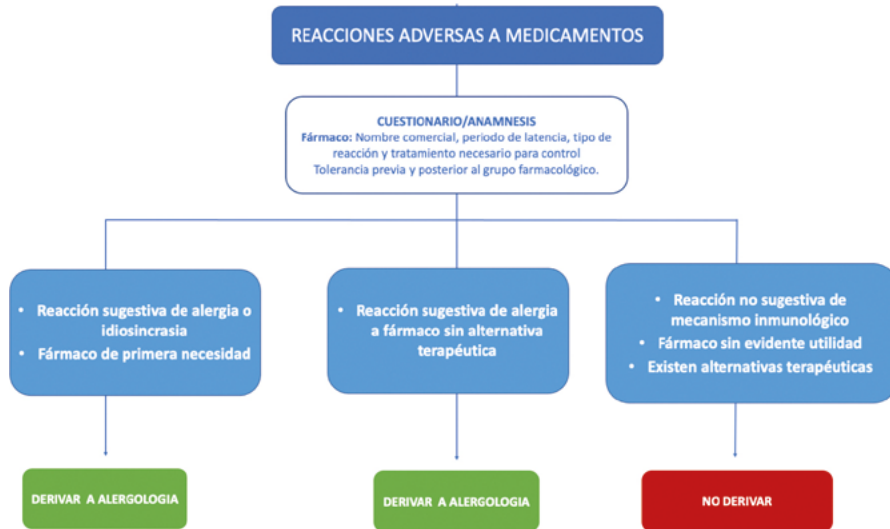 REACCIONES ADVERSAS A MEDICAMENTOS
CUESTIONARIO/ANAMNESIS
Fármaco: Nombre comercial, periodo de latencia, tipo de
reacción y tratamiento necesario para control
Tolerancia previa y posterior al grupo farmacológico.
• Reacción sugestiva de alergia o
idiosincrasia
• Fármaco de primera necesidad
• Reacción sugestiva de alergia
a fármaco sin alternativa
terapéutica
• Reacción no sugestiva de
mecanismo inmunológico
• Fármaco sin evidente utilidad
• Existen alternativas terapéuticas
DERIVAR A ALERGOLOGIA
DERIVAR A ALERGOLOGIA
NO DERIVAR